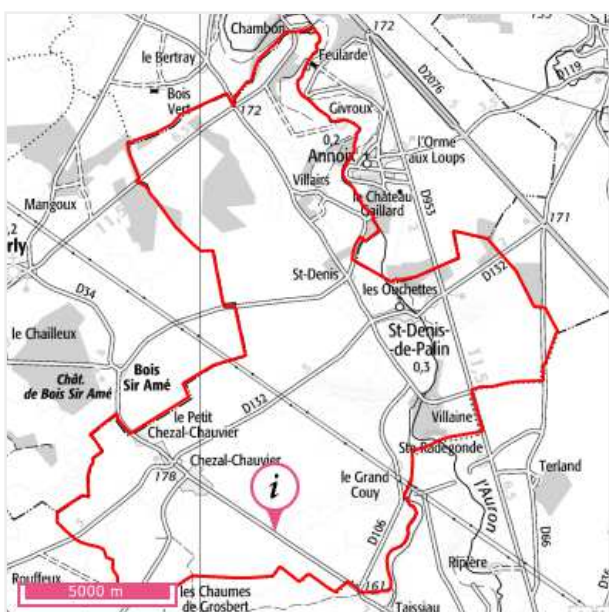 Chambon
172
le Bertray
Feularde
D2076
D119
Bois
Vert
172
Givroux
0,2
Annoix
l'Orme
aux Loups
Mangoux
Villairs
le Château
Gaillard
D953
171
,2
rly
St-Denis
D132
les Ouchettes
D34
St-Denis-
de-Palin
0,3
le Chailleux
Chât.
de Bois Sir Amé
Bois
Sir Amé
D132
le Petit
Chezal-Chauvier
Villaine
Ste Radegonde
Chezal-Chauvier
178
le Grand
Couy
Terland
i
l'Auron
D106
D66
Ripière
Rouffeux
161
5000 m
les Chaumes
de Grosbert
Taissiau